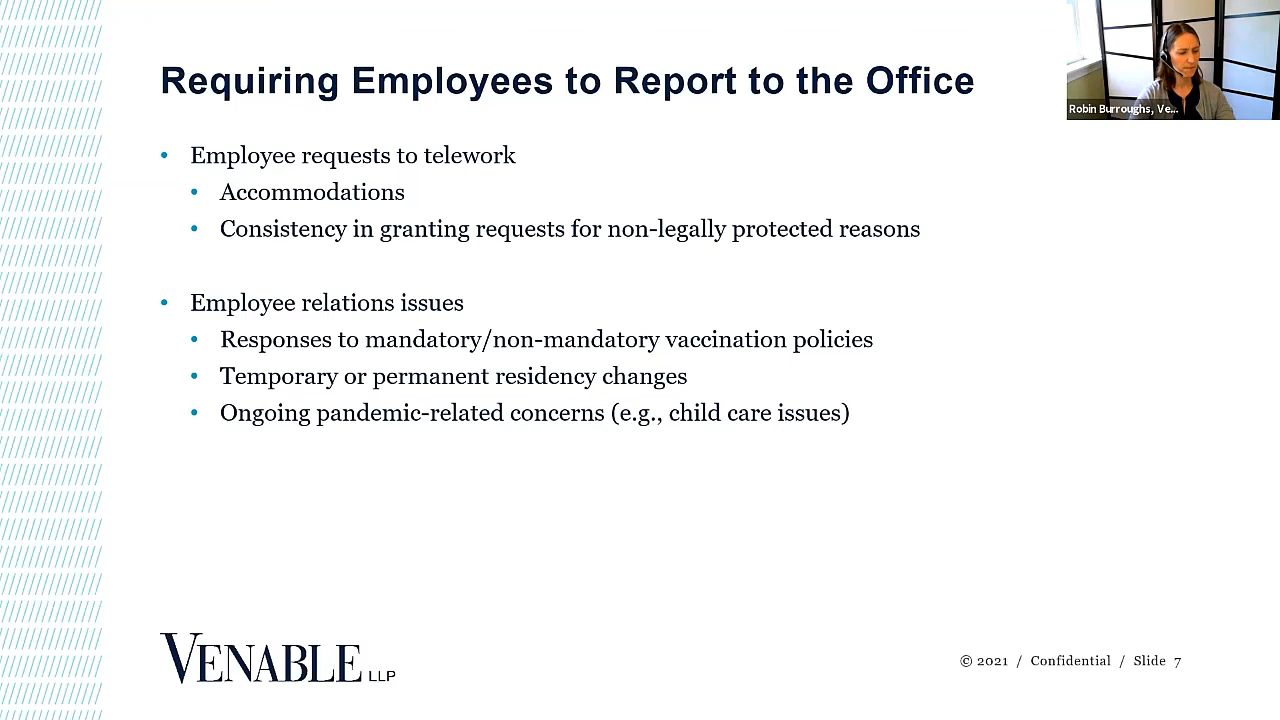 Requiring Employees to Report to the Office
Robin Burroughs, Ve...
• Employee requests to telework
• Accommodations
• Consistency in granting requests for non-legally protected reasons
• Employee relations issues
• Responses to mandatory/non-mandatory vaccination policies
• Temporary or permanent residency changes
• Ongoing pandemic-related concerns (e.g., child care issues)
VENABLE LLP
© 2021 / Confidential / Slide 7